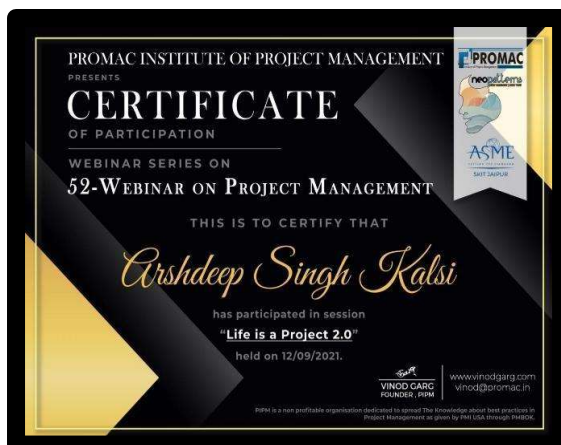 PROMAC INSTITUTE OF PROJECT MANAGEMENT
PRESENTS
CERTIFICATE
OF PARTICIPATION
WEBINAR SERIES ON
52-WEBINAR ON PROJECT MANAGEMENT
PROMAC
neopatterns
ASME
SKIT JAIPUR
THIS IS TO CERTIFY THAT
Arshdeep Singh Kalsi
has participated in session
“Life is a Project 2.0”
held on 12/09/2021.
VINOD GARG
FOUNDER , PIPM
www.vinodgarg.com
vinod@promac.in
PIPM is a non profitable organisation dedicated to spread The Knowledge about best practices in
Project Management as given by PMI USA through PMBOK.